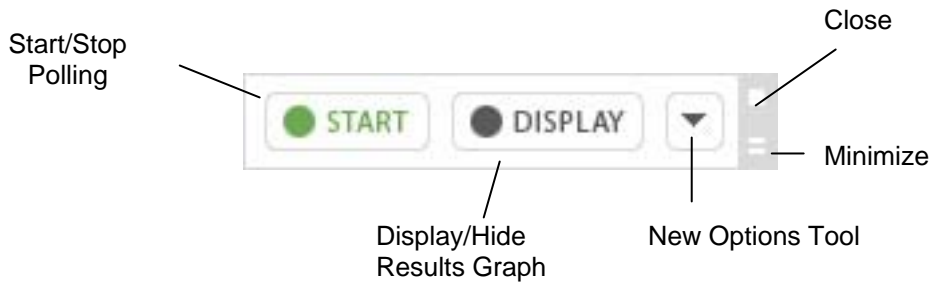 Close
Start/Stop
Polling
START
DISPLAY
Minimize
Display/Hide
Results Graph
New Options Tool